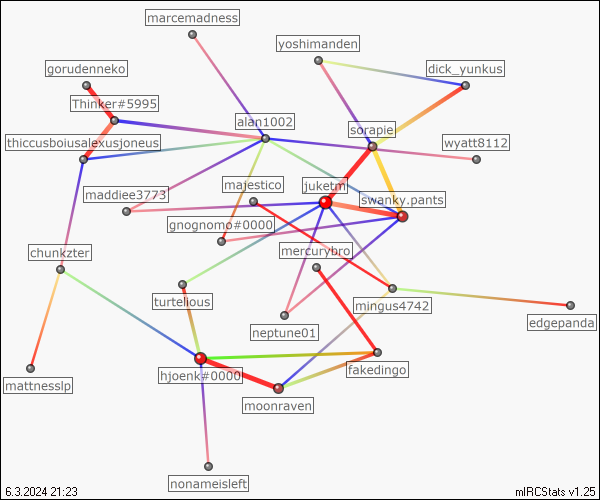 marcemadness
yoshimanden
gorudenneko
dick_yunkus
Thinker#5995
alan1002
sorapie
thiccusboiusalexusjoneus
wyatt8112
maddiee3773
majestico
juketm
swanky.pants
gnognomo#0000
mercurybro
chunkzter
turtelious
mingus4742
neptune01
edgepanda
mattnesslp
hjoenk#0000
fakedingo
moonraven
nonameisleft
6.3.2024 21:23
mIRCStats v1.25